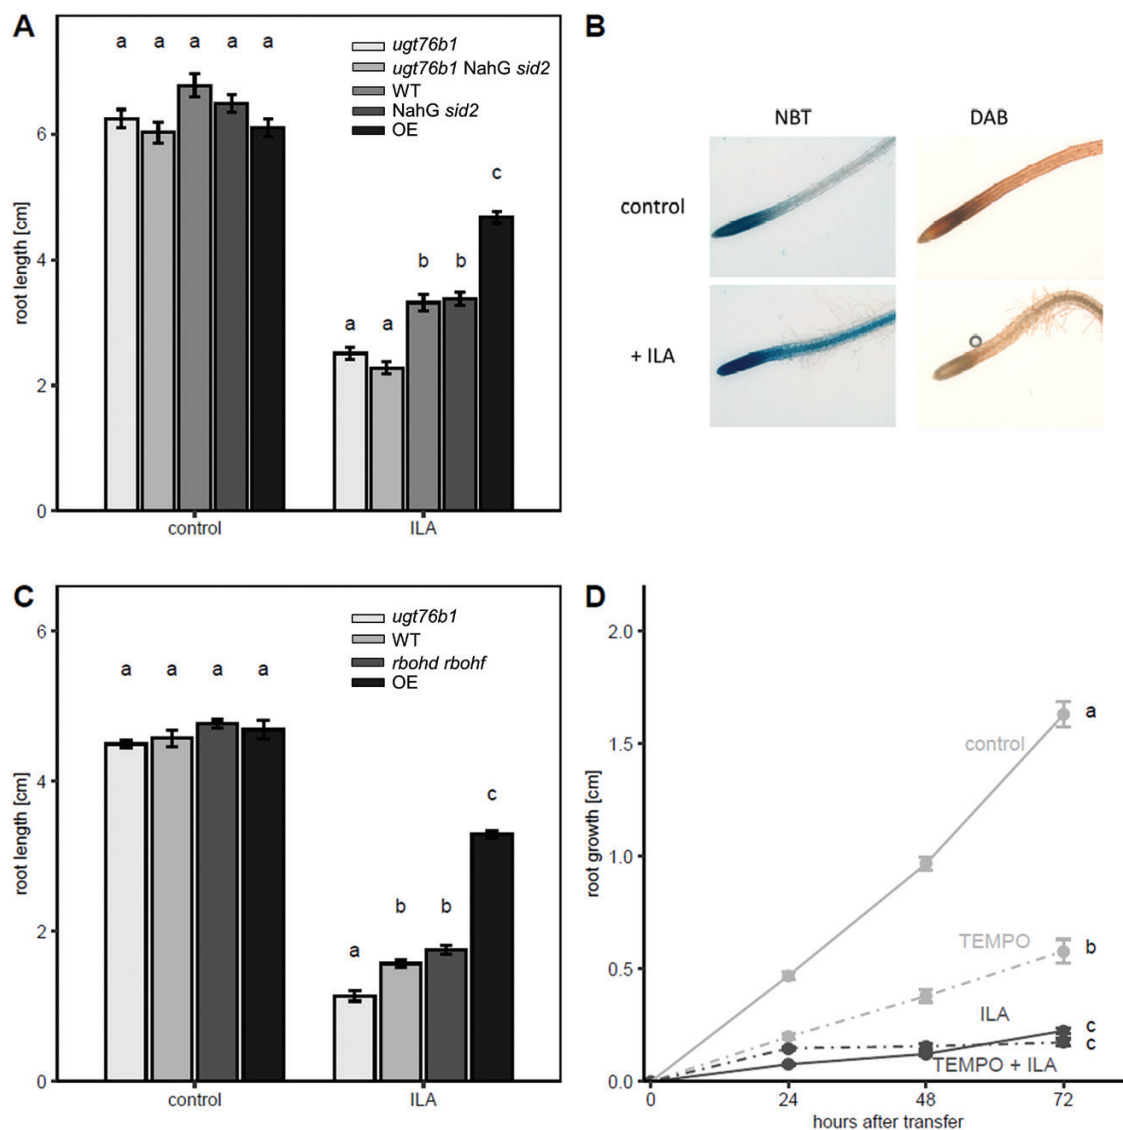 A
a a a a a
ugt76b1
ugt76b1 NahG sid2
WT
NahG sid2
OE
c
b b
a a
root length [cm]
6
4
2
0
control ILA
B
NBT DAB
control
+ ILA
C
ugt76b1
WT
rbohd rbohf
OE
a a a a
c
b b
a
root length [cm]
6
4
2
0
control ILA
D
2.0
1.5
1.0
0.5
0.0
root growth [cm]
control
a
TEMPO
b
ILA
c
c
TEMPO + ILA
0 24 48 72
hours after transfer